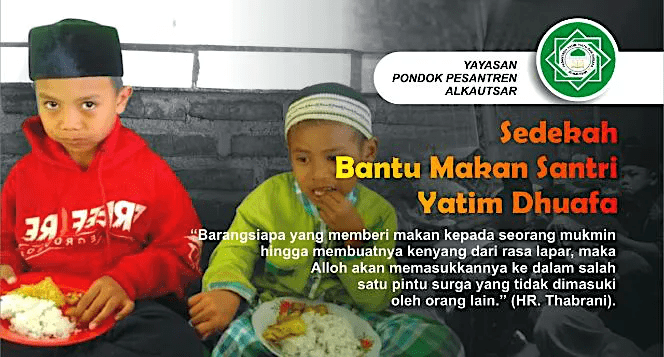 YAYASAN
PONDOK PESANTREN
ALKAUTSAR
Sedekah
Bantu Makan Santri
Yatim Dhuafa
“Barangsiapa yang memberi makan kepada seorang mukmin
hingga membuatnya kenyang dari rasa lapar, maka
Alloh akan memasukkannya ke dalam salah
satu pintu surga yang tidak dimasuki
oleh orang lain.” (HR. Thabrani).